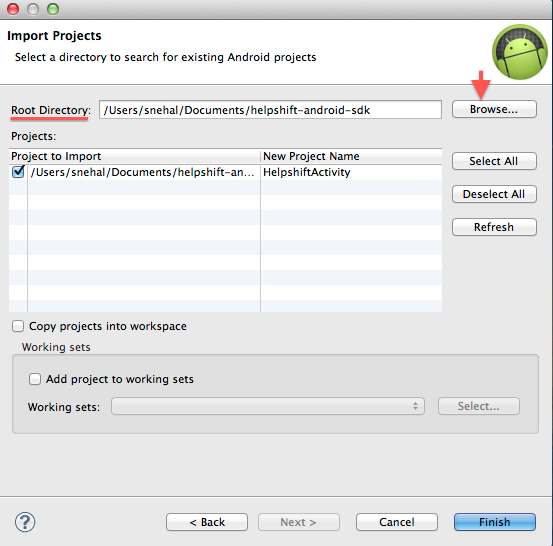 Import Projects
Select a directory to search for existing Android projects
Root Directory: /Users/snehal/Documents/helpshift-android-sdk Browse...
Projects:
Project to Import New Project Name
/Users/snehal/Documents/helpshift-an... HelpshiftActivity
Select All
Deselect All
Refresh
Copy projects into workspace
Working sets
Add project to working sets
Working sets: Select...
? < Back Next > Cancel Finish